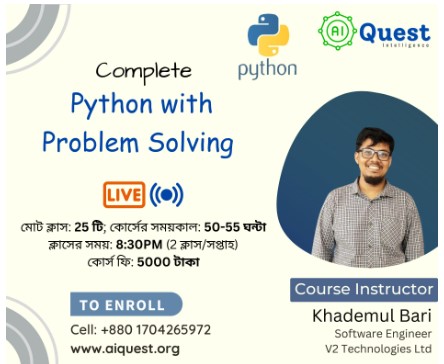 python
AI Quest
Intelligence
Complete
Python with
Problem Solving
LIVE
মোট ক্লাস: 25 টি; কোর্সের সময়কাল: 50-55 ঘন্টা
ক্লাসের সময়: 8:30PM (2 ক্লাস/সপ্তাহ)
কোর্স ফি: 5000 টাকা
TO ENROLL
Cell: +880 1704265972
www.aiquest.org
Course Instructor
Khademul Bari
Software Engineer
V2 Technologies Ltd